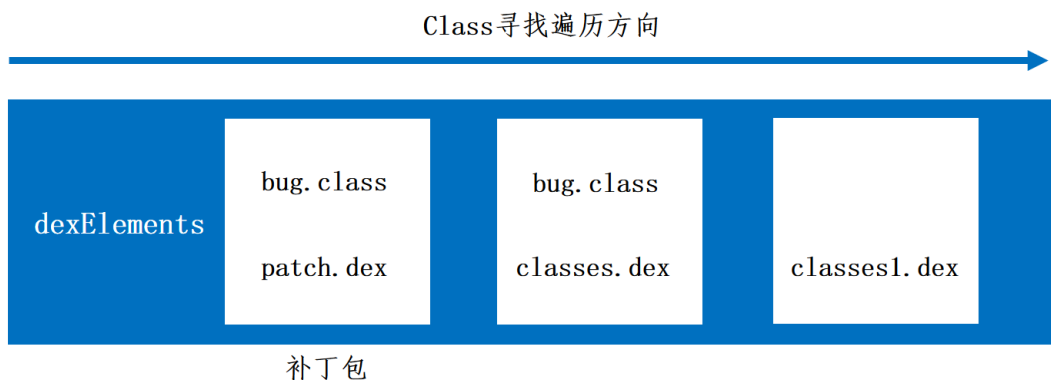 Class寻找遍历方向
dexElements
bug.class
patch.dex
bug.class
classes.dex
classes1.dex
补丁包